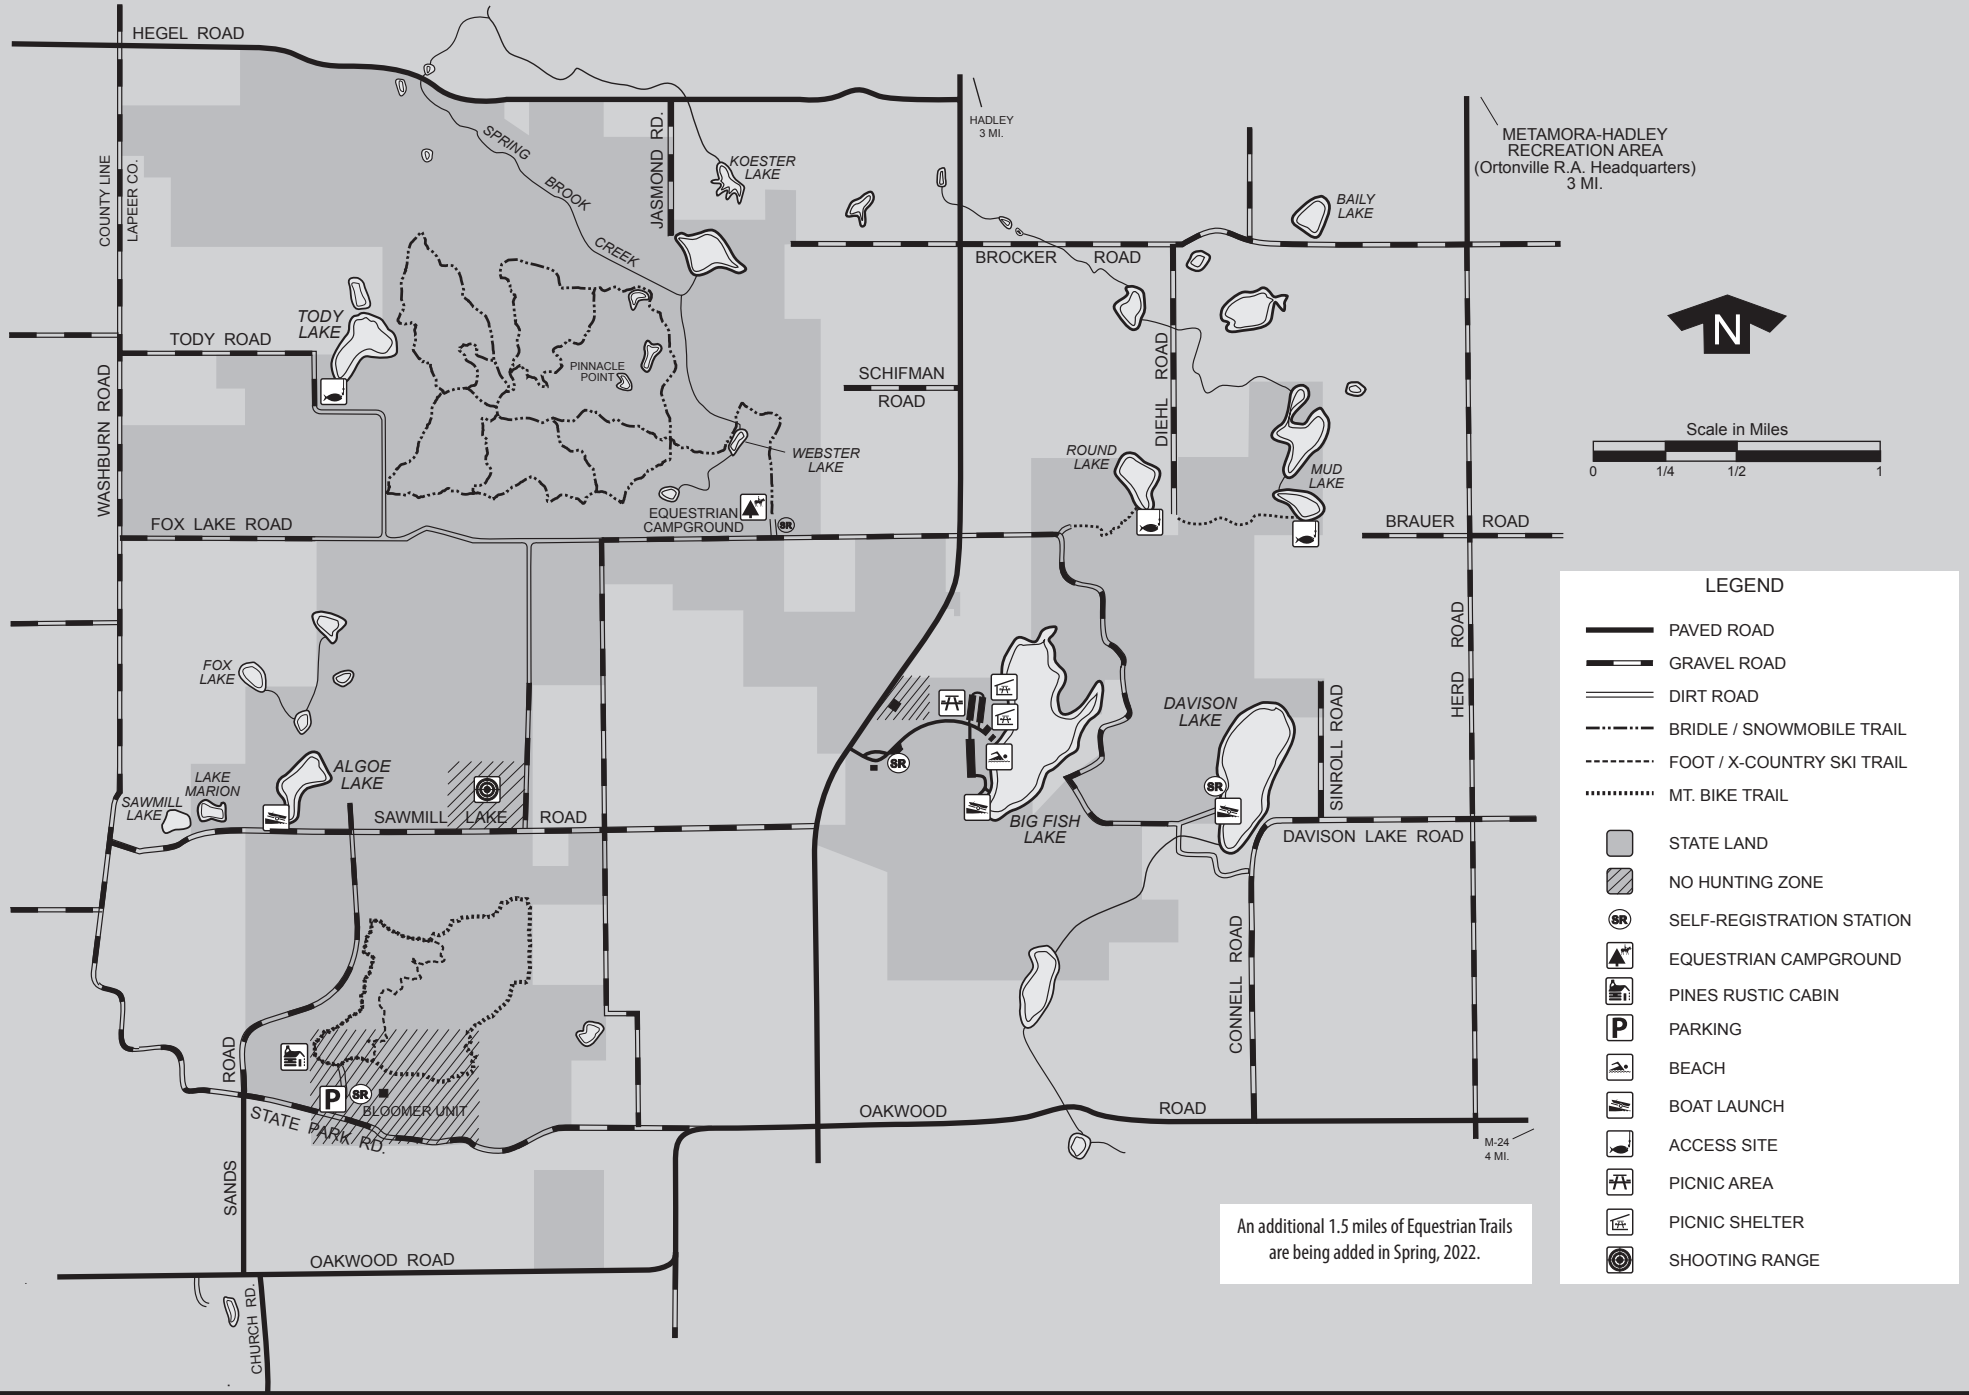 HEGEL ROAD
HADLEY
3 MI.
METAMORA-HADLEY
RECREATION AREA
(Ortonville R.A. Headquarters)
3 MI.
COUNTY LINE
LAPEER CO.
SPRING
BROOK
CREEK
JASMOND RD.
KOESTER
LAKE
BAILY
LAKE
BROCKER ROAD
N
TODY
LAKE
TODY ROAD
PINNACLE
POINT
SCHIFMAN
ROAD
DIEHL ROAD
WASHBURN ROAD
Scale in Miles
0 1/4 1/2 1
WEBSTER
LAKE
ROUND
LAKE
MUD
LAKE
EQUESTRIAN
CAMPGROUND
SR
FOX LAKE ROAD
BRAUER ROAD
HERD ROAD
FOX
LAKE
DAVISON
LAKE
SINROLL ROAD
SR
SR
ALGOE
LAKE
LAKE
MARION
SAWMILL
LAKE
SAWMILL LAKE ROAD
BIG FISH
LAKE
DAVISON LAKE ROAD
CONNELL ROAD
SANDS ROAD
P
SR
BLOOMER UNIT
STATE PARK RD.
OAKWOOD ROAD
M-24
4 MI.
OAKWOOD ROAD
CHURCH RD.
An additional 1.5 miles of Equestrian Trails
are being added in Spring, 2022.
LEGEND
PAVED ROAD
GRAVEL ROAD
DIRT ROAD
BRIDLE / SNOWMOBILE TRAIL
FOOT / X-COUNTRY SKI TRAIL
MT. BIKE TRAIL
STATE LAND
NO HUNTING ZONE
SR SELF-REGISTRATION STATION
EQUESTRIAN CAMPGROUND
PINES RUSTIC CABIN
P PARKING
BEACH
BOAT LAUNCH
ACCESS SITE
PICNIC AREA
PICNIC SHELTER
SHOOTING RANGE